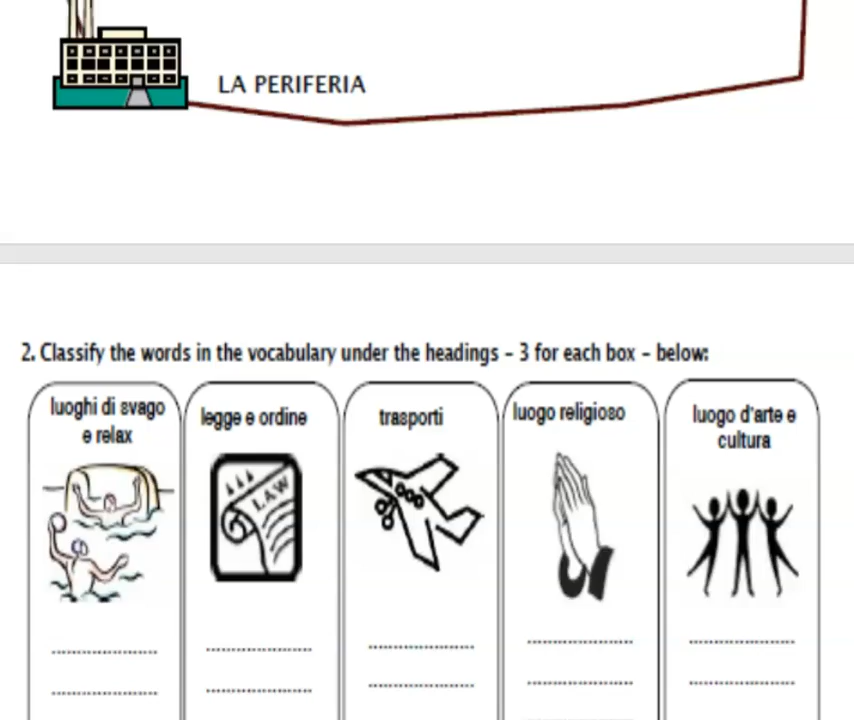 LA PERIFERIA
2. Classify the words in the vocabulary under the headings – 3 for each box – below:
luoghi di svago
e relax
legge e ordine
trasporti
luogo religioso
luogo d'arte e
cultura
LAW